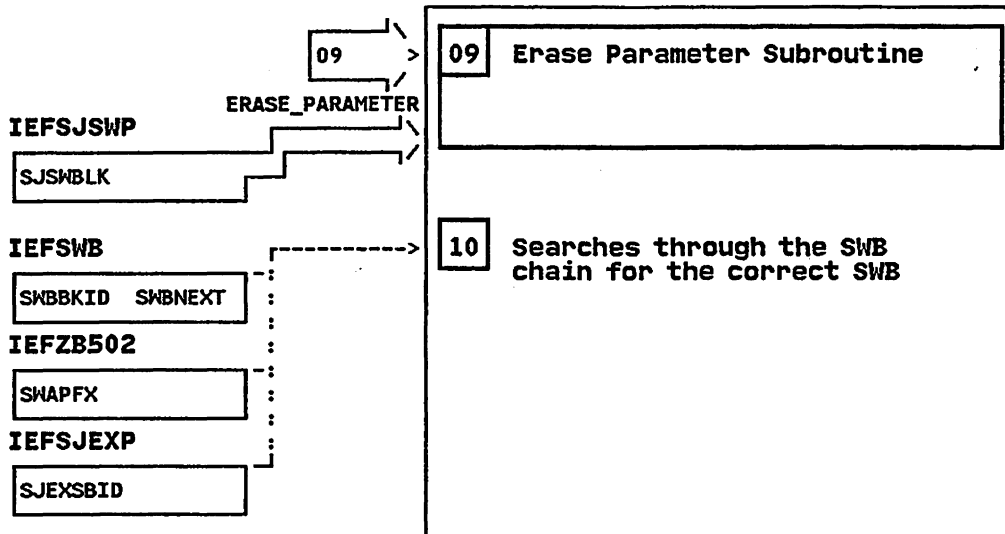 09
>
09 Erase Parameter Subroutine
ERASE_PARAMETER
IEFSJSWP
SJSWBLK
IEFSWB
10 Searches through the SWB
chain for the correct SWB
SWBBKID SWBNEXT
IEFZB502
SWAPFX
IEFSJEXP
SJEXSBID